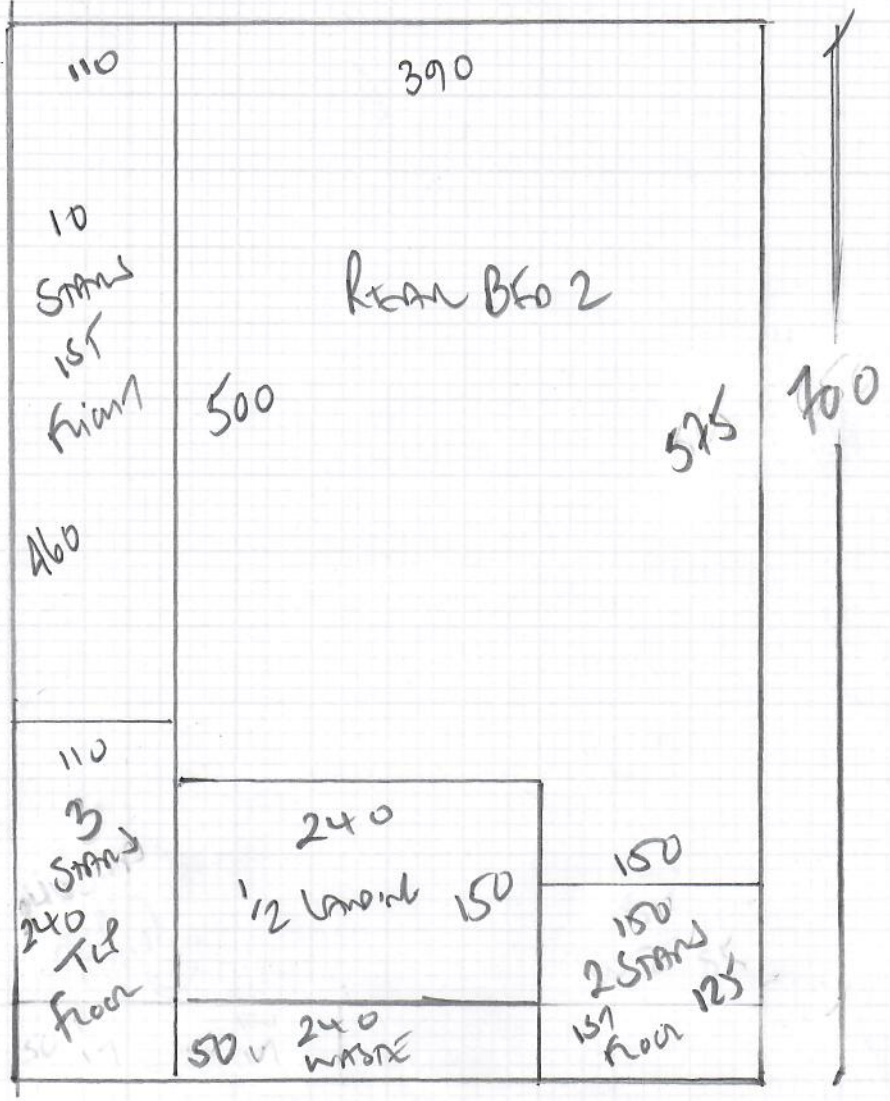 110
390
10
STAIRS
1ST
FLIGHT
460
REAR BED 2
500
575
700
110
3
STAIRS
240
TOP
FLOOR
240
1/2 LANDING
150
150
150
2 STAIRS
125
1ST
FLOOR
50
240
WASTE